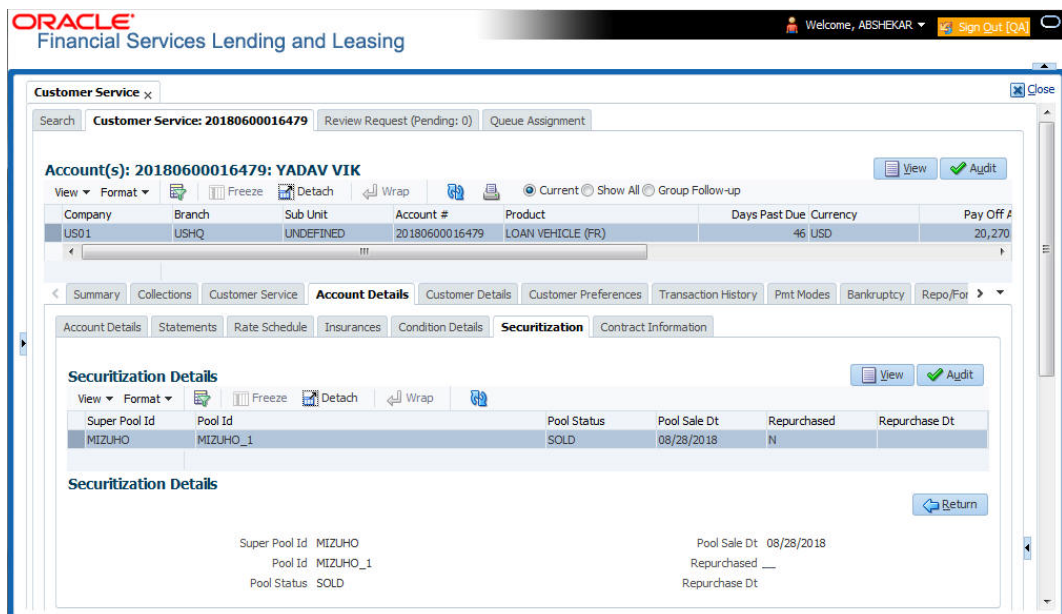 ORACLE
Welcome, ABSHEKAR
Sign Out [QA]
Financial Services Lending and Leasing
Customer Service
Close
Search Customer Service: 20180600016479 Review Request (Pending: 0) Queue Assignment
Account(s): 20180600016479: YADAV VIK
View Audit
View Format Freeze Detach Wrap Current Show All Group Follow-up
Company Branch Sub Unit Account # Product Days Past Due Currency Pay Off A
US01 USHQ UNDEFINED 20180600016479 LOAN VEHICLE (FR) 46 USD 20,270
Summary Collections Customer Service Account Details Customer Details Customer Preferences Transaction History Pmt Modes Bankruptcy Repo/For
Account Details Statements Rate Schedule Insurances Condition Details Securitization Contract Information
Securitization Details
View Audit
View Format Freeze Detach Wrap
Super Pool Id Pool Id Pool Status Pool Sale Dt Repurchased Repurchase Dt
MIZUHO MIZUHO_1 SOLD 08/28/2018 N
Securitization Details
Return
Super Pool Id MIZUHO Pool Sale Dt 08/28/2018
Pool Id MIZUHO_1 Repurchased __
Pool Status SOLD Repurchase Dt